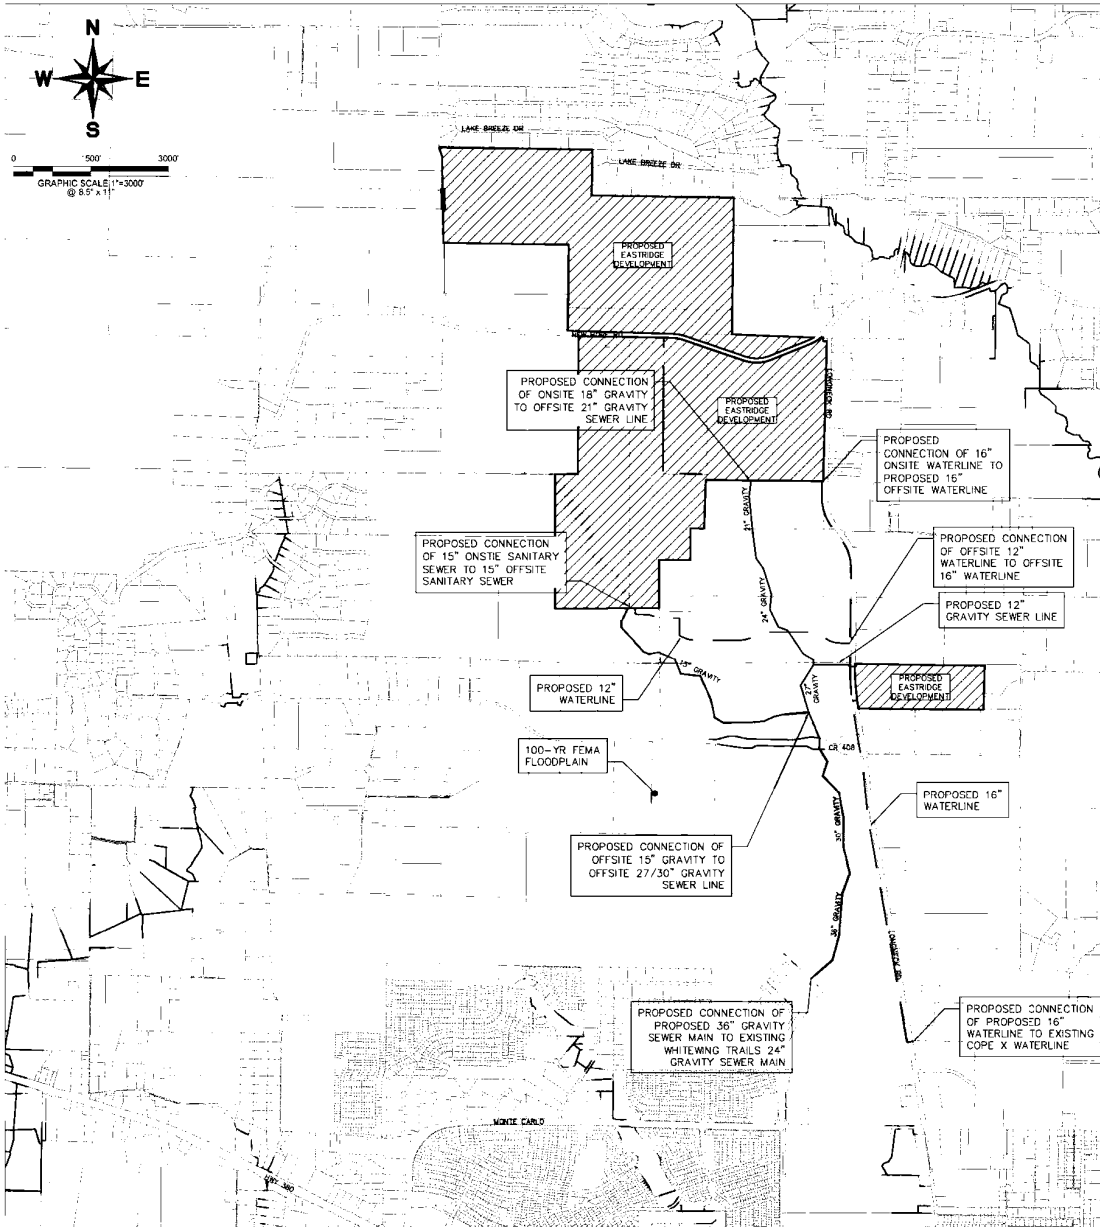 N
W E
S
0 1500' 3000'
GRAPHIC SCALE 1"=3000'
@ 8.5" x 11"
LAKE BREEZE DR
LAKE BREEZE DR
PROPOSED
EASTRIDGE
DEVELOPMENT
PROPOSED CONNECTION
OF ONSITE 18" GRAVITY
TO OFFSITE 21" GRAVITY
SEWER LINE
PROPOSED
EASTRIDGE
DEVELOPMENT
LONGNECK RD
PROPOSED
CONNECTION OF 16"
ONSITE WATERLINE TO
PROPOSED 16"
OFFSITE WATERLINE
21" GRAVITY
PROPOSED CONNECTION
OF 15" ONSTIE SANITARY
SEWER TO 15" OFFSITE
SANITARY SEWER
PROPOSED CONNECTION
OF OFFSITE 12"
WATERLINE TO OFFSITE
16" WATERLINE
24" GRAVITY
PROPOSED 12"
GRAVITY SEWER LINE
15" GRAVITY
27" GRAVITY
PROPOSED
EASTRIDGE
DEVELOPMENT
PROPOSED 12"
WATERLINE
100-YR FEMA
FLOODPLAIN
CR 408
PROPOSED 16"
WATERLINE
30" GRAVITY
PROPOSED CONNECTION OF
OFFSITE 15" GRAVITY TO
OFFSITE 27/30" GRAVITY
SEWER LINE
36" GRAVITY
LONGNECK RD
PROPOSED CONNECTION OF
PROPOSED 36" GRAVITY
SEWER MAIN TO EXISTING
WHITEWING TRAILS 24"
GRAVITY SEWER MAIN
PROPOSED CONNECTION
OF PROPOSED 16"
WATERLINE TO EXISTING
COPE X WATERLINE
MONTE CARLO
HWY 380